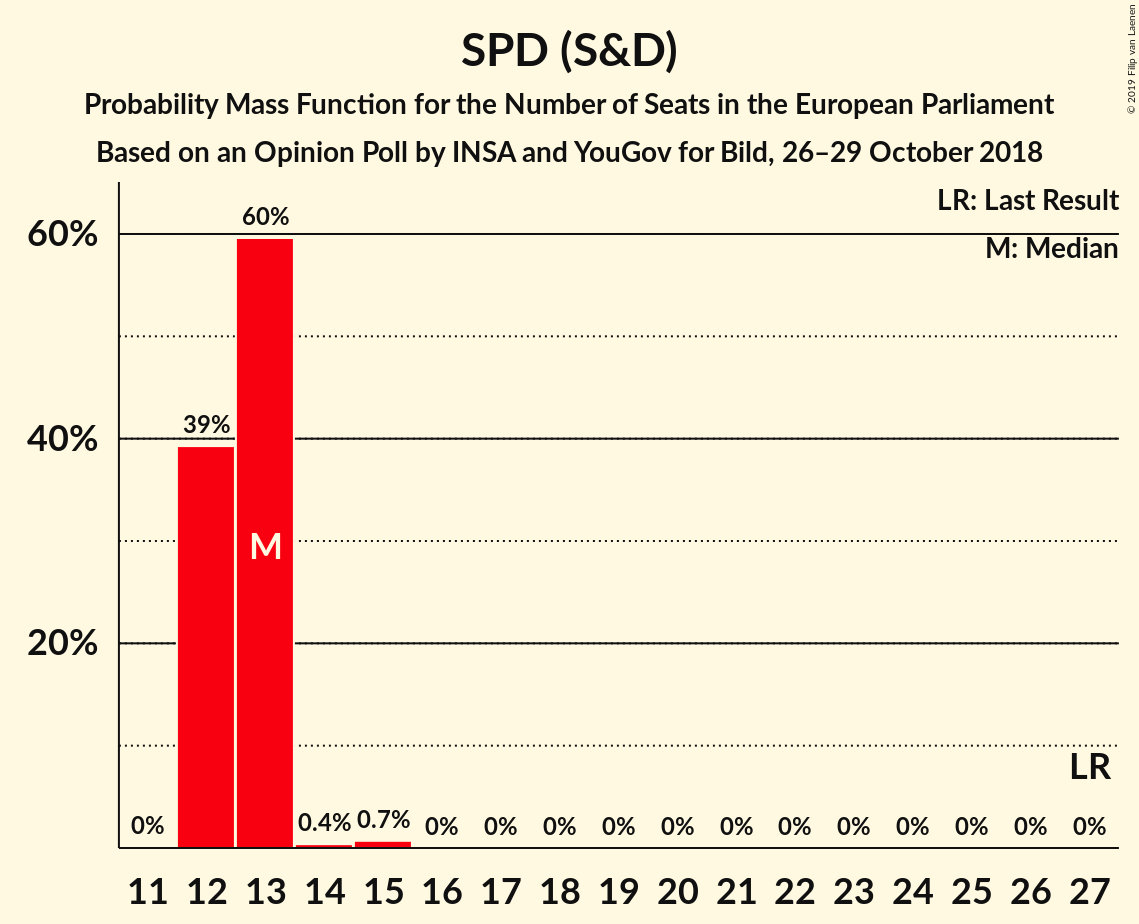 SPD (S&D)
Probability Mass Function for the Number of Seats in the European Parliament
Based on an Opinion Poll by INSA and YouGov for Bild, 26–29 October 2018
© 2019 Filip van Laenen
LR: Last Result
M: Median
60%
40%
20%
0%
39%
60%
0.4%
0.7%
0%
0%
0%
0%
0%
0%
0%
0%
0%
0%
0%
0%
M
LR
11 12 13 14 15 16 17 18 19 20 21 22 23 24 25 26 27